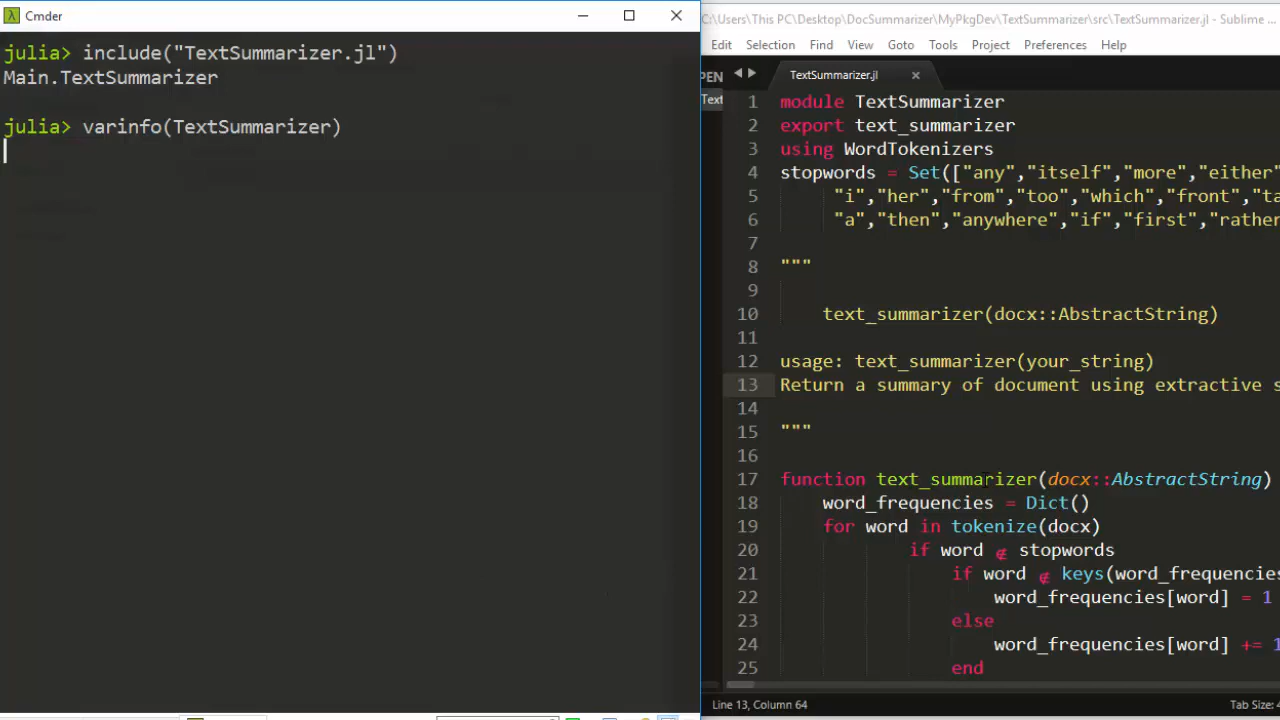 Cmder
julia> include("TextSummarizer.jl")
Main.TextSummarizer
julia> varinfo(TextSummarizer)
C:\Users\This PC\Desktop\DocSummarizer\MyPkgDev\TextSummarizer\src\TextSummarizer.jl - Sublime ...
Edit Selection Find View Goto Tools Project Preferences Help
PEN
Text
TextSummarizer.jl
1 module TextSummarizer
2 export text_summarizer
3 using WordTokenizers
4 stopwords = Set(["any","itself","more","either"
5 "i","her","from","too","which","front","ta
6 "a","then","anywhere","if","first","rather
7
8 """
9
10 text_summarizer(docx::AbstractString)
11
12 usage: text_summarizer(your_string)
13 Return a summary of document using extractive s
14
15 """
16
17 function text_summarizer(docx::AbstractString)
18 word_frequencies = Dict()
19 for word in tokenize(docx)
20 if word ∉ stopwords
21 if word ∉ keys(word_frequencies
22 word_frequencies[word] = 1
23 else
24 word_frequencies[word] += 1
25 end
Line 13, Column 64
Tab Size: